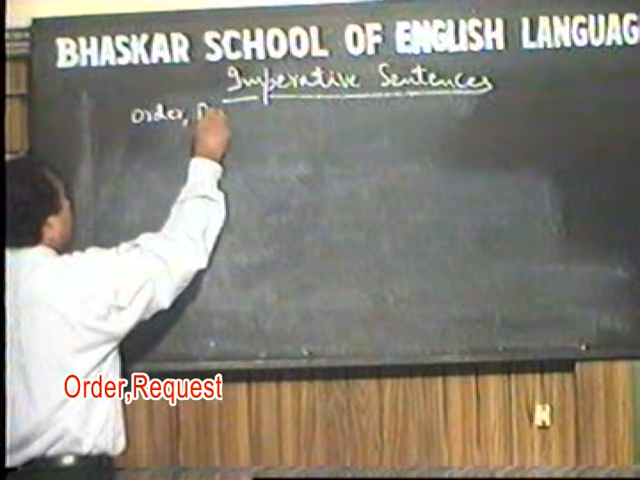 BHASKAR SCHOOL OF ENGLISH LANGUAG
Imperative Sentences
order, R
Order,Request